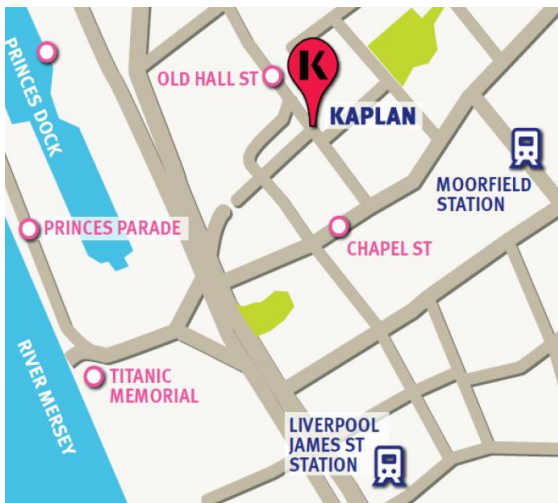 PRINCES DOCK
OLD HALL ST
K
KAPLAN
MOORFIELD
STATION
PRINCES PARADE
CHAPEL ST
RIVER MERSEY
TITANIC
MEMORIAL
LIVERPOOL
JAMES ST
STATION